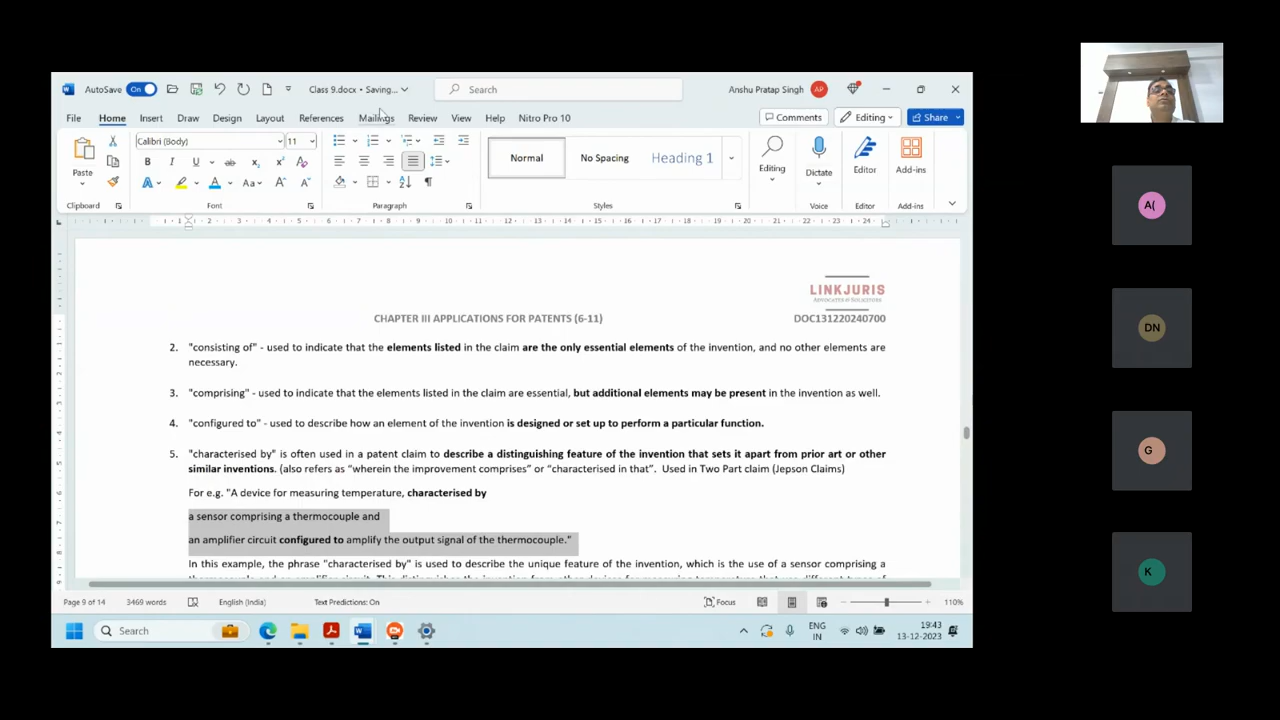 AutoSave On Class 9.docx • Saving... Search Anshu Pratap Singh AP
File Home Insert Draw Design Layout References Mailings Review View Help Nitro Pro 10 Comments Editing Share
Calibri (Body) 11
Paste Normal No Spacing Heading 1 Editing Dictate Editor Add-ins
Clipboard Font Paragraph Styles Voice Editor Add-ins
LINKJURIS
ADVOCATES & SOLICITORS
CHAPTER III APPLICATIONS FOR PATENTS (6-11) DOC131220240700
2. "consisting of" - used to indicate that the elements listed in the claim are the only essential elements of the invention, and no other elements are
necessary.
3. "comprising" - used to indicate that the elements listed in the claim are essential, but additional elements may be present in the invention as well.
4. "configured to" - used to describe how an element of the invention is designed or set up to perform a particular function.
5. "characterised by" is often used in a patent claim to describe a distinguishing feature of the invention that sets it apart from prior art or other
similar inventions. (also refers as “wherein the improvement comprises” or “characterised in that”. Used in Two Part claim (Jepson Claims)
For e.g. "A device for measuring temperature, characterised by
a sensor comprising a thermocouple and
an amplifier circuit configured to amplify the output signal of the thermocouple."
In this example, the phrase "characterised by" is used to describe the unique feature of the invention, which is the use of a sensor comprising a
Page 9 of 14 3469 words English (India) Text Predictions: On Focus 110%
Search ENG IN 19:43 13-12-2023
A(
DN
G
K